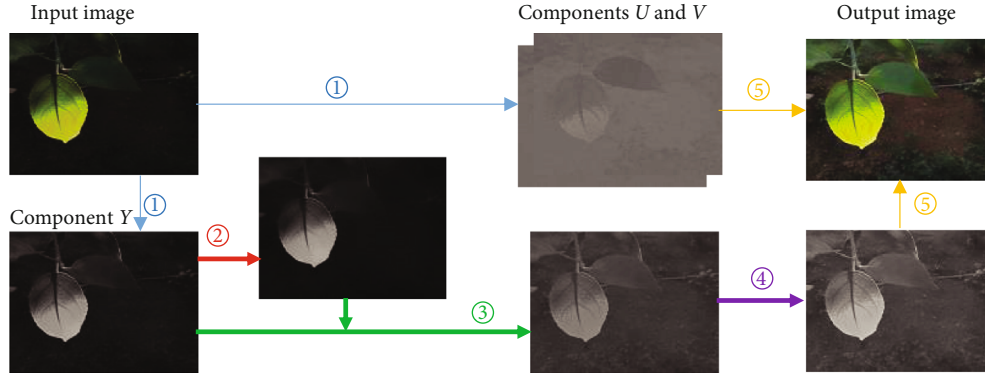 Input image
Components U and V
Output image
①
⑤
Component Y
①
②
③
④
⑤